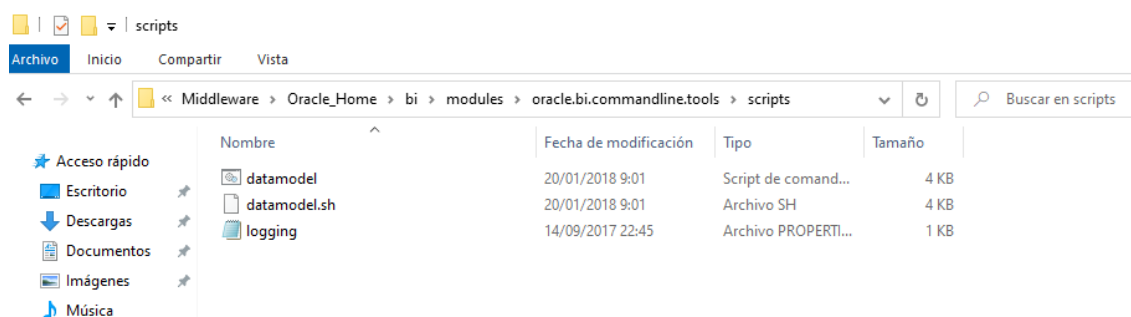 scripts
Archivo Inicio Compartir Vista
« Middleware > Oracle_Home > bi > modules > oracle.bi.commandline.tools > scripts Buscar en scripts
Nombre Fecha de modificación Tipo Tamaño
Acceso rápido
Escritorio datamodel 20/01/2018 9:01 Script de comand... 4 KB
Descargas datamodel.sh 20/01/2018 9:01 Archivo SH 4 KB
Documentos logging 14/09/2017 22:45 Archivo PROPERTI... 1 KB
Imágenes
Música